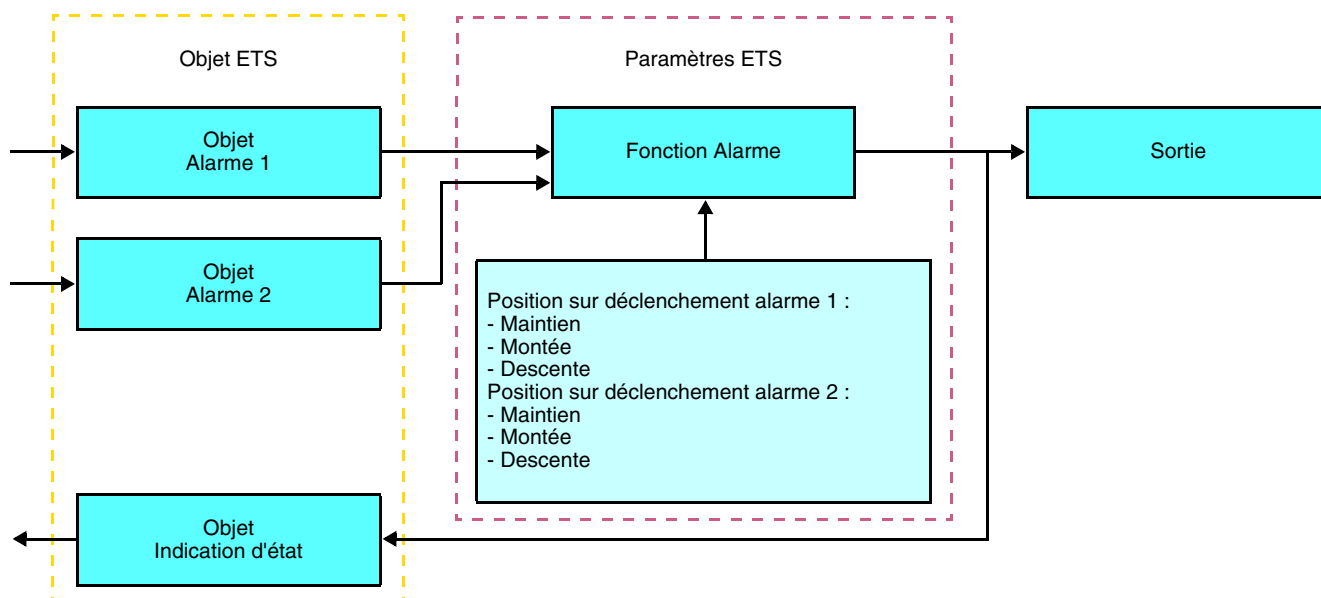 Objet ETS
Paramètres ETS
Objet
Alarme 1
Fonction Alarme
Sortie
Objet
Alarme 2
Position sur déclenchement alarme 1 :
- Maintien
- Montée
- Descente
Position sur déclenchement alarme 2 :
- Maintien
- Montée
- Descente
Objet
Indication d'état